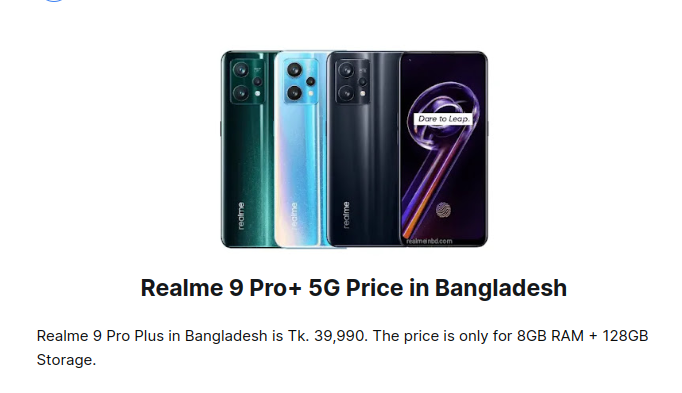 realme
realme
realme
Dare to Leap.
realmeinbd.com
Realme 9 Pro+ 5G Price in Bangladesh
Realme 9 Pro Plus in Bangladesh is Tk. 39,990. The price is only for 8GB RAM + 128GB
Storage.